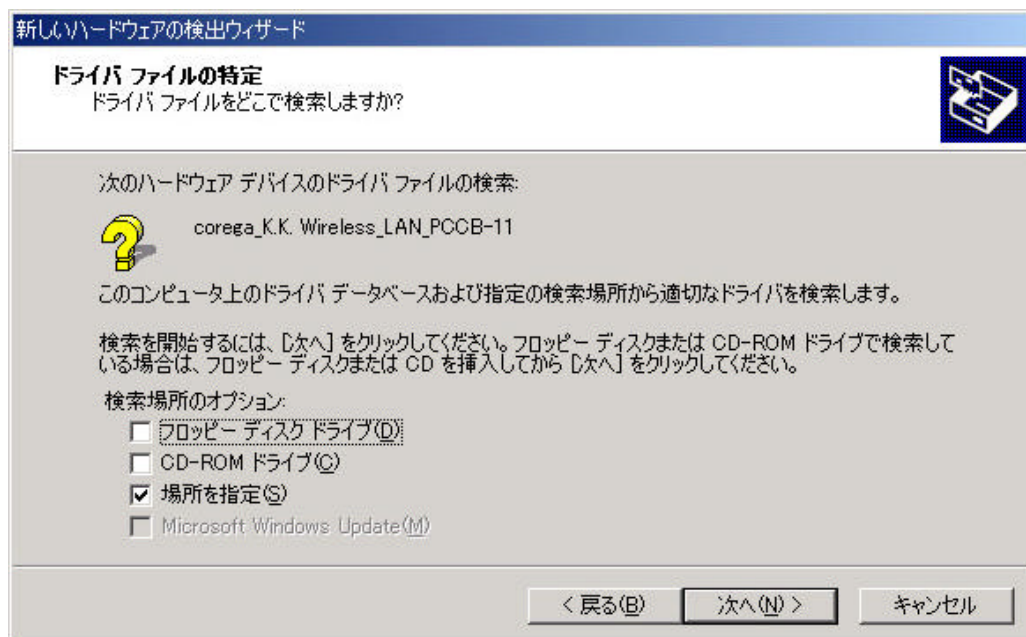 新しいハードウェアの検出ウィザード
ドライバ ファイルの特定
ドライバ ファイルをどこで検索しますか?
次のハードウェア デバイスのドライバ ファイルの検索:
corega_K.K. Wireless_LAN_PCCB-11
このコンピュータ上のドライバ データベースおよび指定の検索場所から適切なドライバを検索します。
検索を開始するには、[次へ] をクリックしてください。フロッピー ディスクまたは CD-ROM ドライブで検索して
いる場合は、フロッピー ディスクまたは CD を挿入してから [次へ] をクリックしてください。
検索場所のオプション:
フロッピー ディスク ドライブ(D)
CD-ROM ドライブ(C)
場所を指定(S)
Microsoft Windows Update(M)
< 戻る(B) 次へ(N) > キャンセル